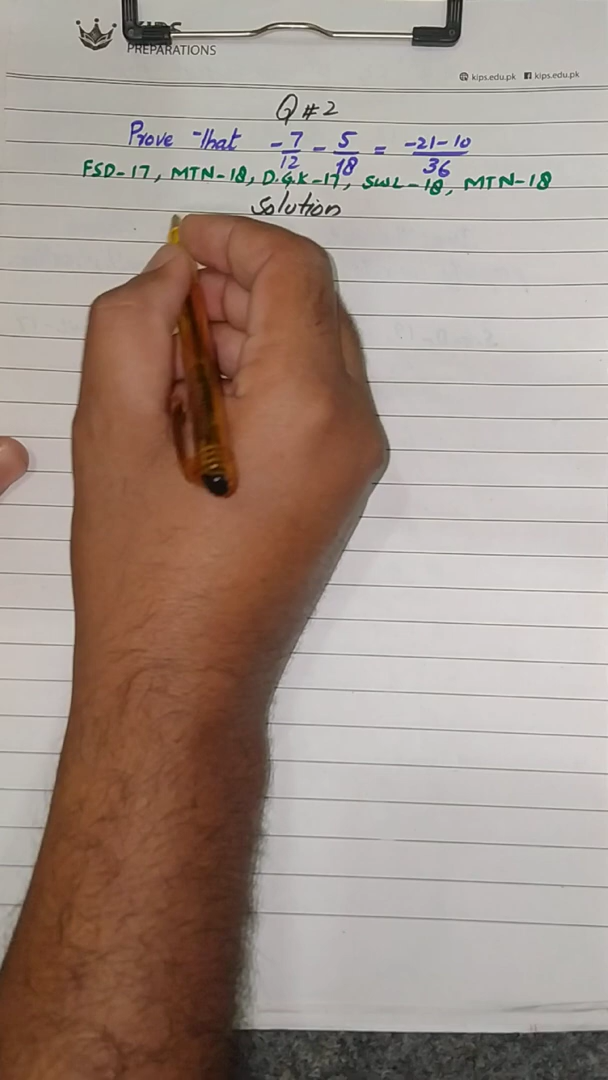 KIPS
PREPARATIONS
kips.edu.pk kips.edu.pk
Q#2
Prove that -7/12 - 5/18 = -21-10/36
FSD-17, MTN-18, D.G.K-17, SWL-18, MTN-18
Solution